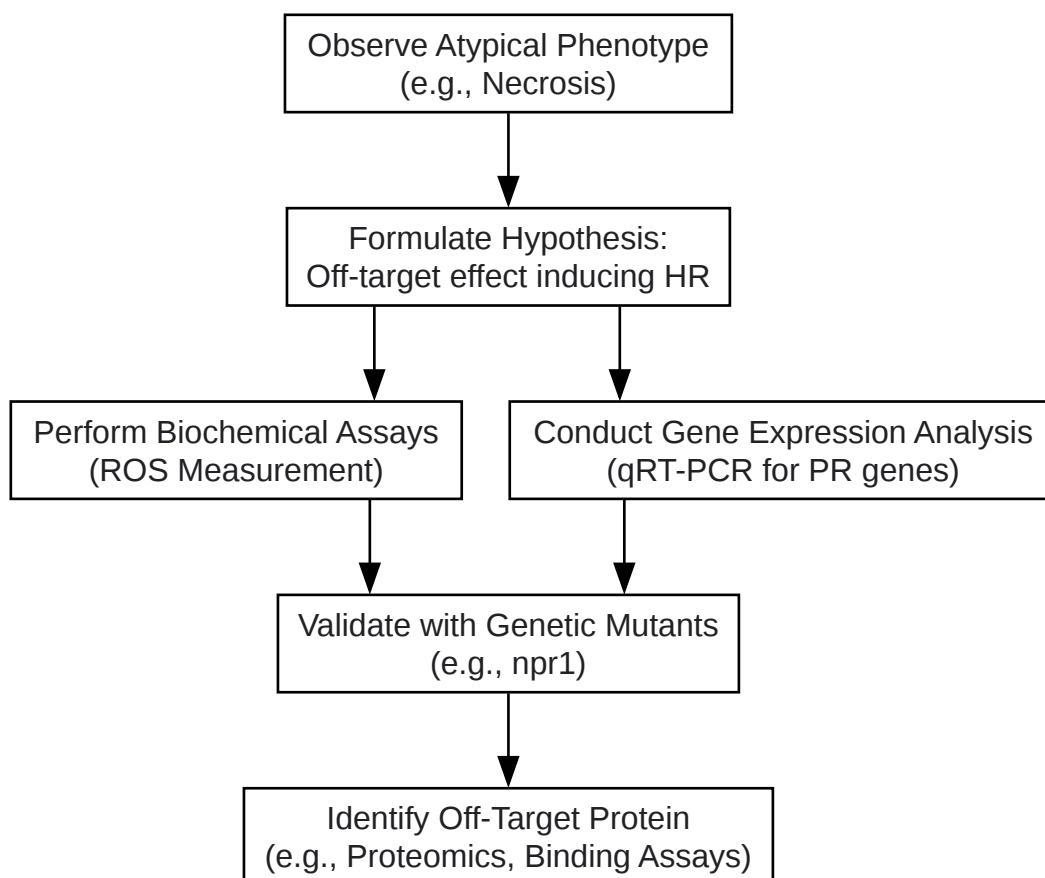 Observe Atypical Phenotype
(e.g., Necrosis)
Formulate Hypothesis:
Off-target effect inducing HR
Perform Biochemical Assays
(ROS Measurement)
Conduct Gene Expression Analysis
(qRT-PCR for PR genes)
Validate with Genetic Mutants
(e.g., npr1)
Identify Off-Target Protein
(e.g., Proteomics, Binding Assays)